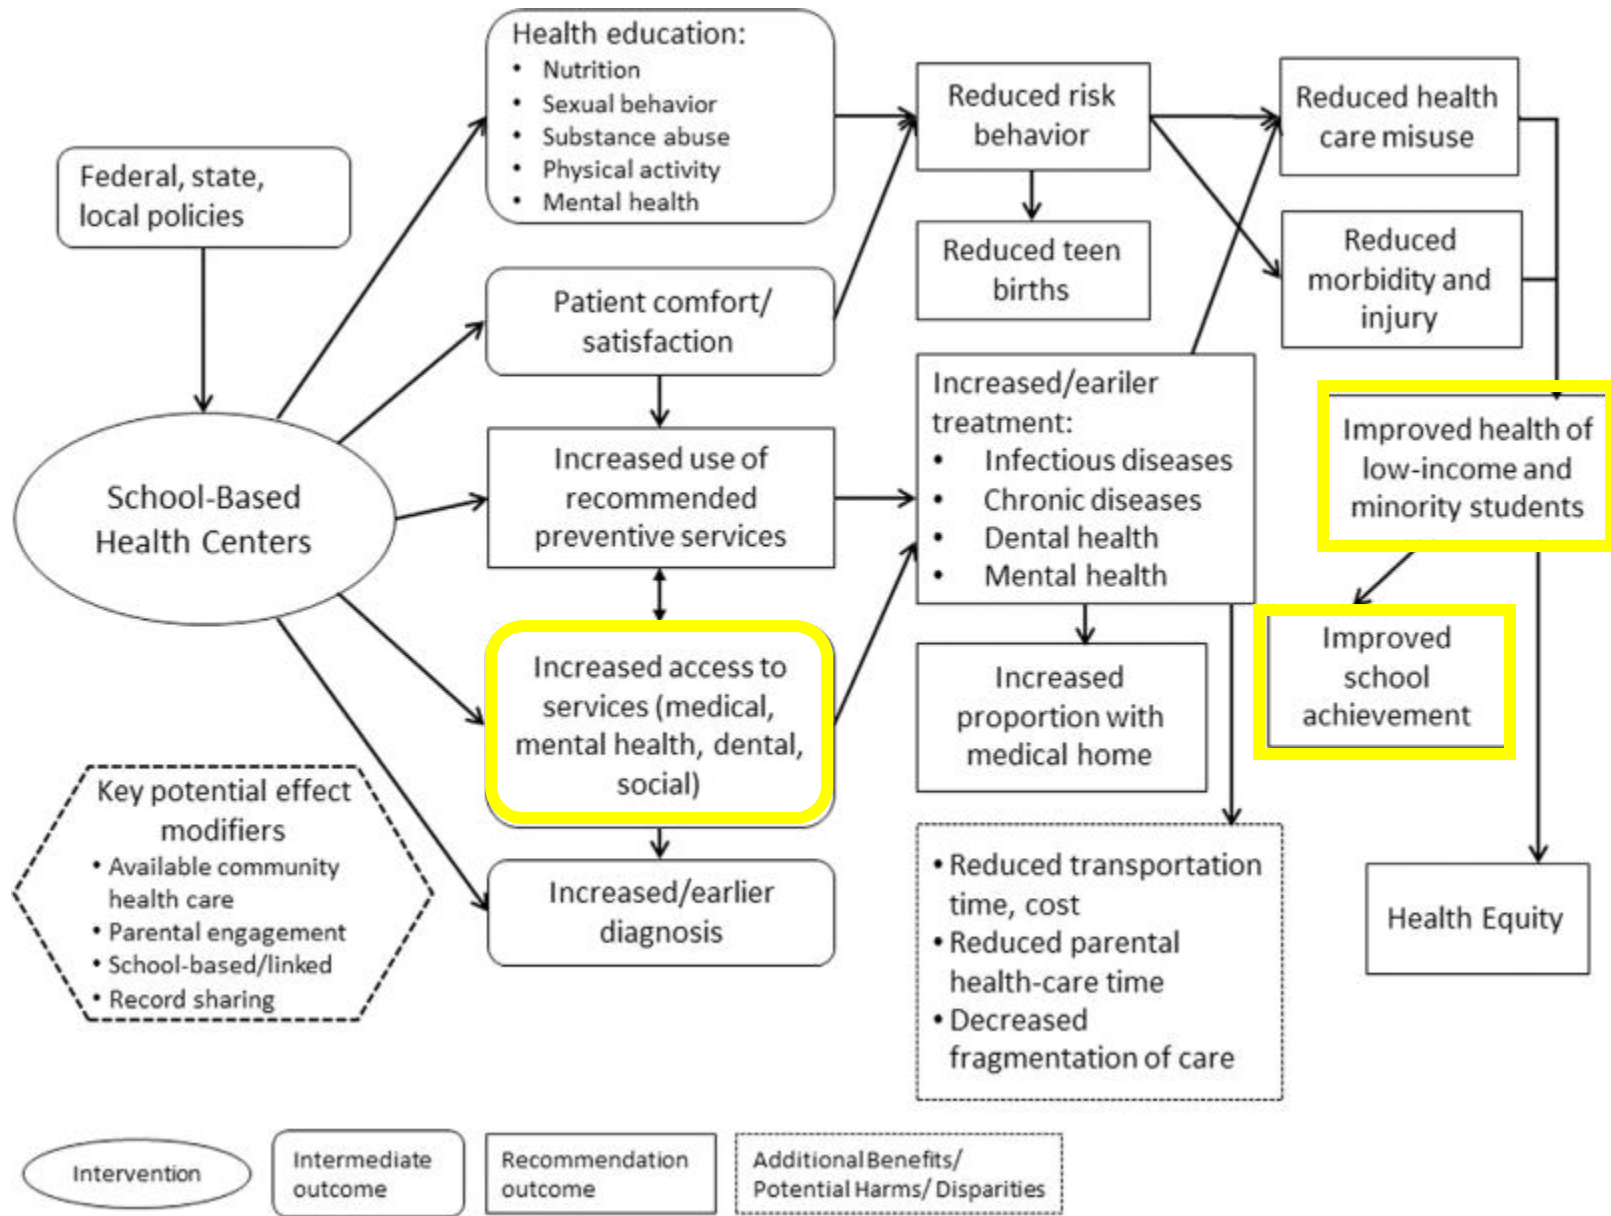 Health education:
• Nutrition
• Sexual behavior
• Substance abuse
• Physical activity
• Mental health
Federal, state,
local policies
Reduced risk
behavior
Reduced health
care misuse
Reduced teen
births
Reduced
morbidity and
injury
Patient comfort/
satisfaction
Increased/eariler
treatment:
• Infectious diseases
• Chronic diseases
• Dental health
• Mental health
Improved health of
low-income and
minority students
Increased use of
recommended
preventive services
School-Based
Health Centers
Increased access to
services (medical,
mental health, dental,
social)
Increased
proportion with
medical home
Improved
school
achievement
Key potential effect
modifiers
• Available community
health care
• Parental engagement
• School-based/linked
• Record sharing
Increased/earlier
diagnosis
• Reduced transportation
time, cost
• Reduced parental
health-care time
• Decreased
fragmentation of care
Health Equity
Intervention
Intermediate
outcome
Recommendation
outcome
Additional Benefits/
Potential Harms/ Disparities